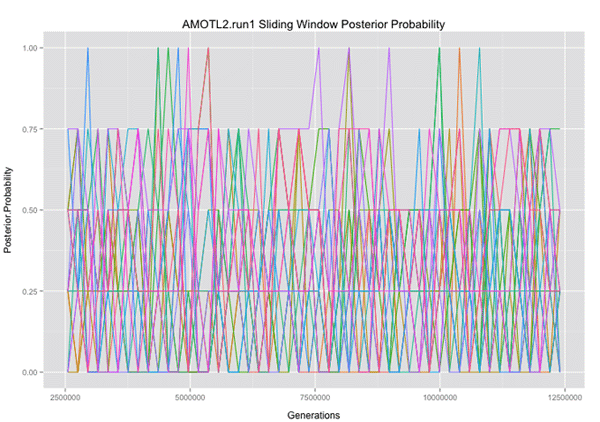 AMOTL2.run1 Sliding Window Posterior Probability
1.00
0.75
0.50
0.25
0.00
Posterior.Probability
2500000 5000000 7500000 10000000 12500000
Generations